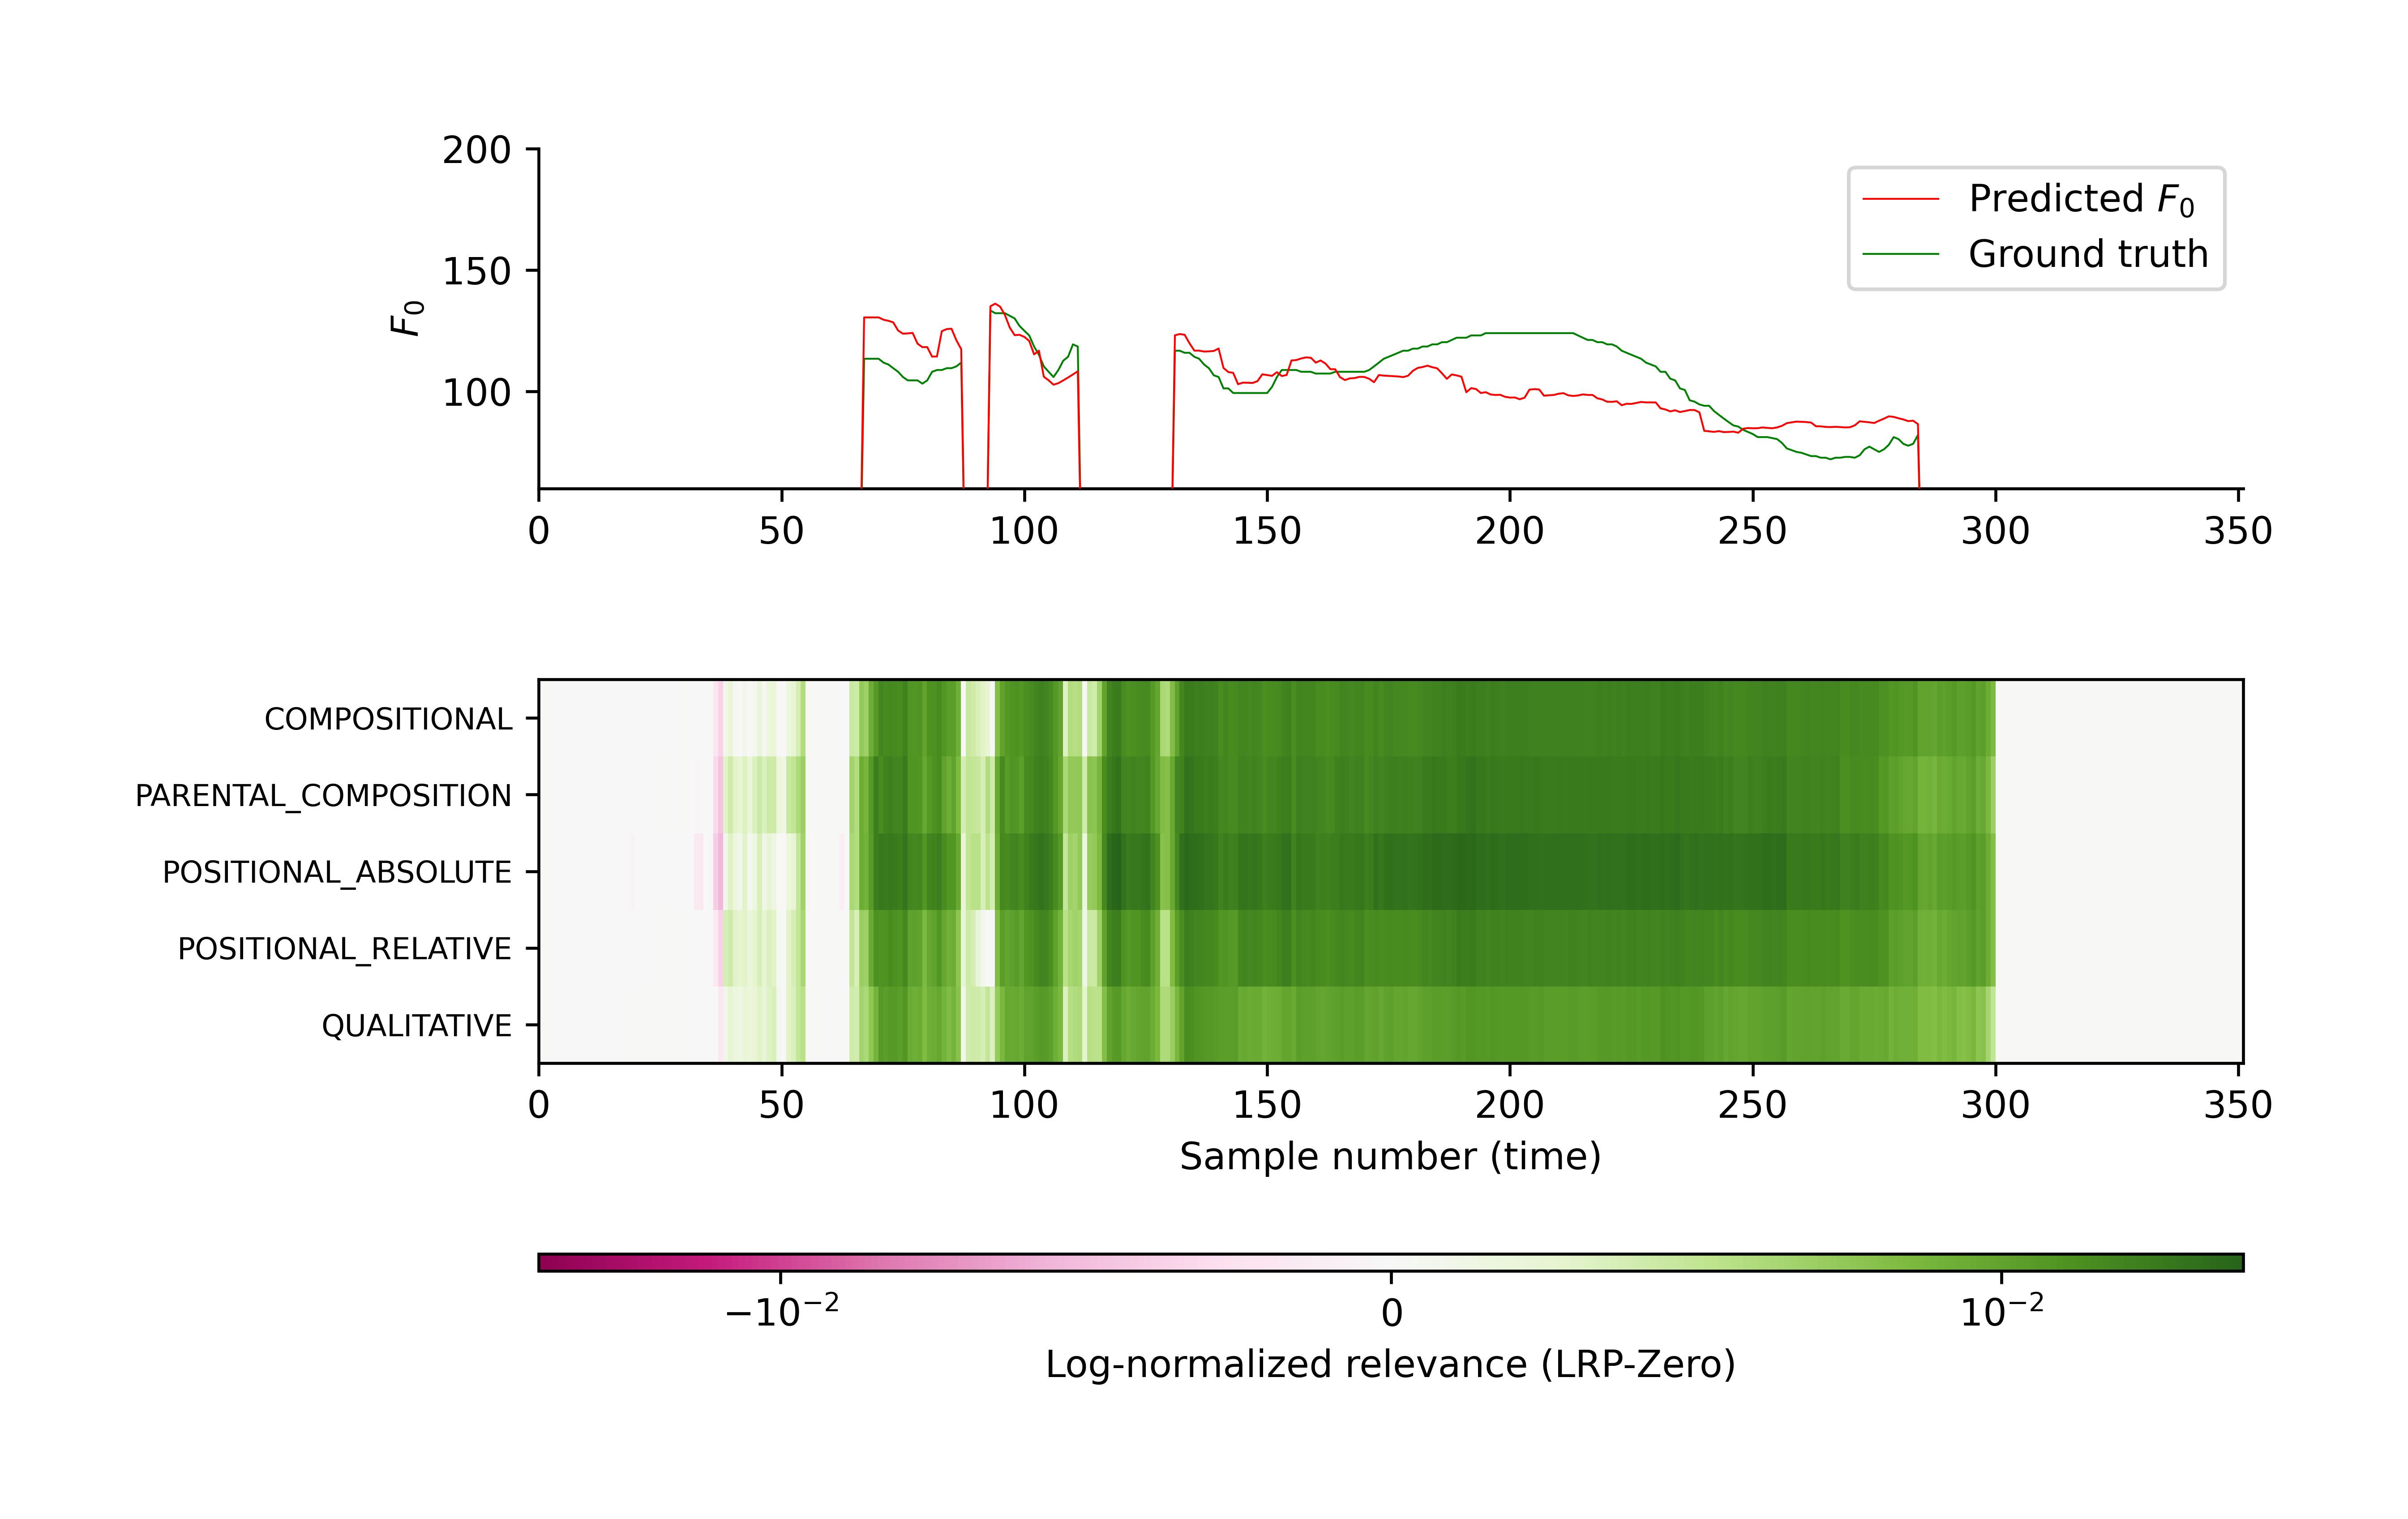 200
150
100
F₀
Predicted F₀
Ground truth
0 50 100 150 200 250 300 350
COMPOSITIONAL
PARENTAL_COMPOSITION
POSITIONAL_ABSOLUTE
POSITIONAL_RELATIVE
QUALITATIVE
0 50 100 150 200 250 300 350
Sample number (time)
−10⁻² 0 10⁻²
Log-normalized relevance (LRP-Zero)